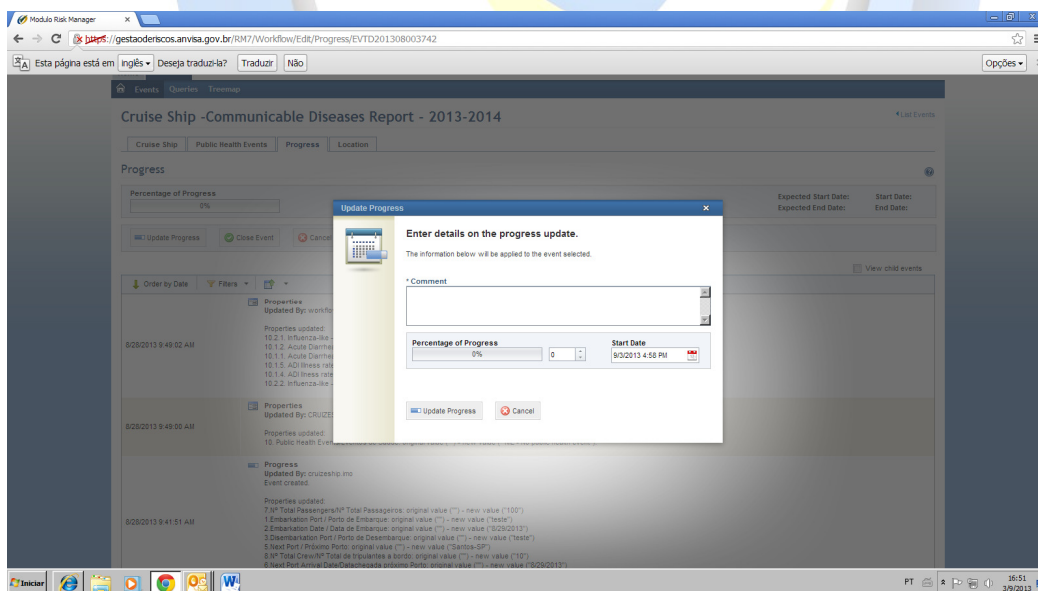 Modulo Risk Manager
https://gestaoderiscos.anvisa.gov.br/RM7/Workflow/Edit/Progress/EVTD201308003742
Esta página está em inglês Deseja traduzi-la? Traduzir Não Opções
Events Queries Treemap
Cruise Ship -Communicable Diseases Report - 2013-2014
List Events
Cruise Ship Public Health Events Progress Location
Progress
Percentage of Progress
0%
Expected Start Date: Start Date:
Expected End Date: End Date:
Update Progress Close Event Cancel
View child events
Order by Date Filters
Update Progress
Enter details on the progress update.
The information below will be applied to the event selected.
* Comment
Percentage of Progress Start Date
0% 0 9/3/2013 4:58 PM
Update Progress Cancel
Properties
Updated By: workflo
Properties updated:
10.2.1. Influenza-like -
10.1.2. Acute Diarrhe
8/28/2013 9:49:02 AM
10.1.1. Acute Diarrhe
10.1.5. ADI Illness rate
10.1.4. ADI Illness rate
10.2.2. Influenza-like -
Properties
Updated By: CRUIZE
8/28/2013 9:49:00 AM
Properties updated:
Progress
Updated By: cruizeship.imo
Event created.
Properties updated:
7.Nº Total Passengers/Nº Total Passageiros: original value ("") - new value ("100")
1.Embarkation Port / Porto de Embarque: original value ("") - new value ("teste")
8/28/2013 9:41:51 AM
2.Embarkation Date / Data de Embarque: original value ("") - new value ("8/29/2013")
3.Disembarkation Port / Porto de Desembarque: original value ("") - new value ("teste")
5.Next Port / Próximo Porto: original value ("") - new value ("Santos-SP")
8.Nº Total Crew/Nº Total de tripulantes a bordo: original value ("") - new value ("10")
6.Next Port Arrival Date/Datachegada próximo Porto: original value ("") - new value ("8/29/2013")
Iniciar
PT
16:51
3/9/2013